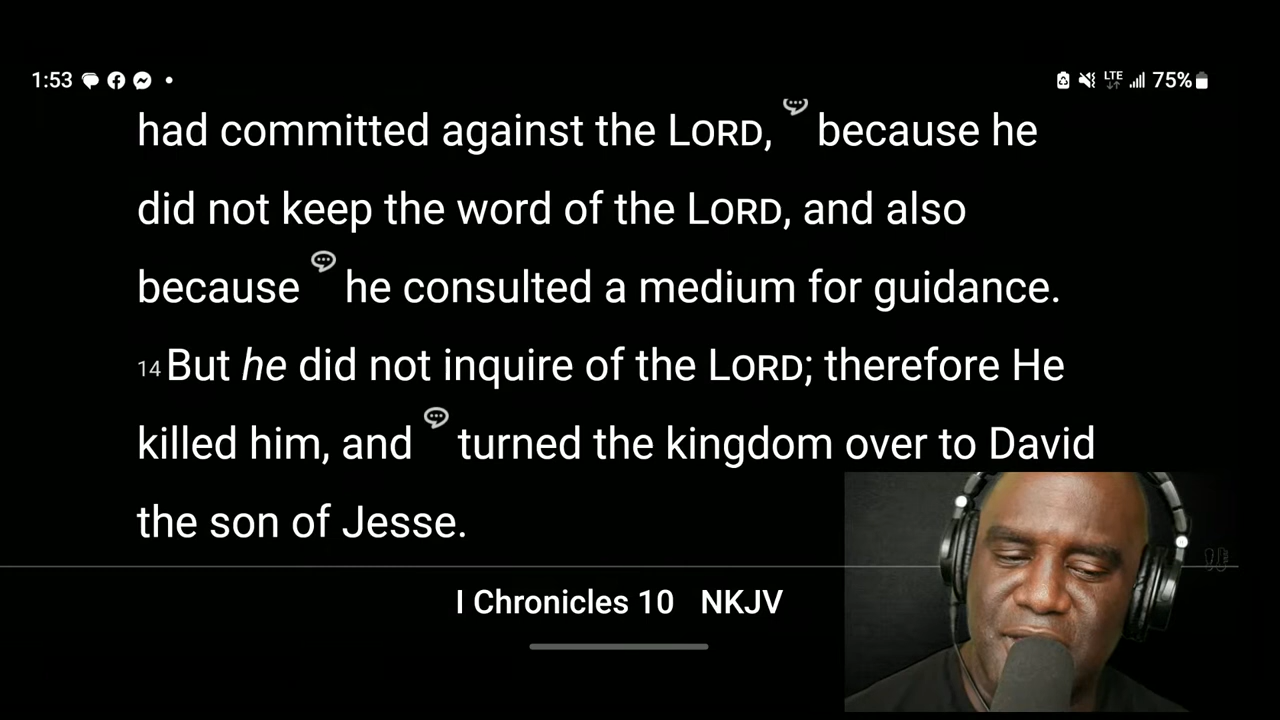 1:53 LTE 75%
had committed against the LORD, because he
did not keep the word of the LORD, and also
because he consulted a medium for guidance.
14 But he did not inquire of the LORD; therefore He
killed him, and turned the kingdom over to David
the son of Jesse.
I Chronicles 10 NKJV